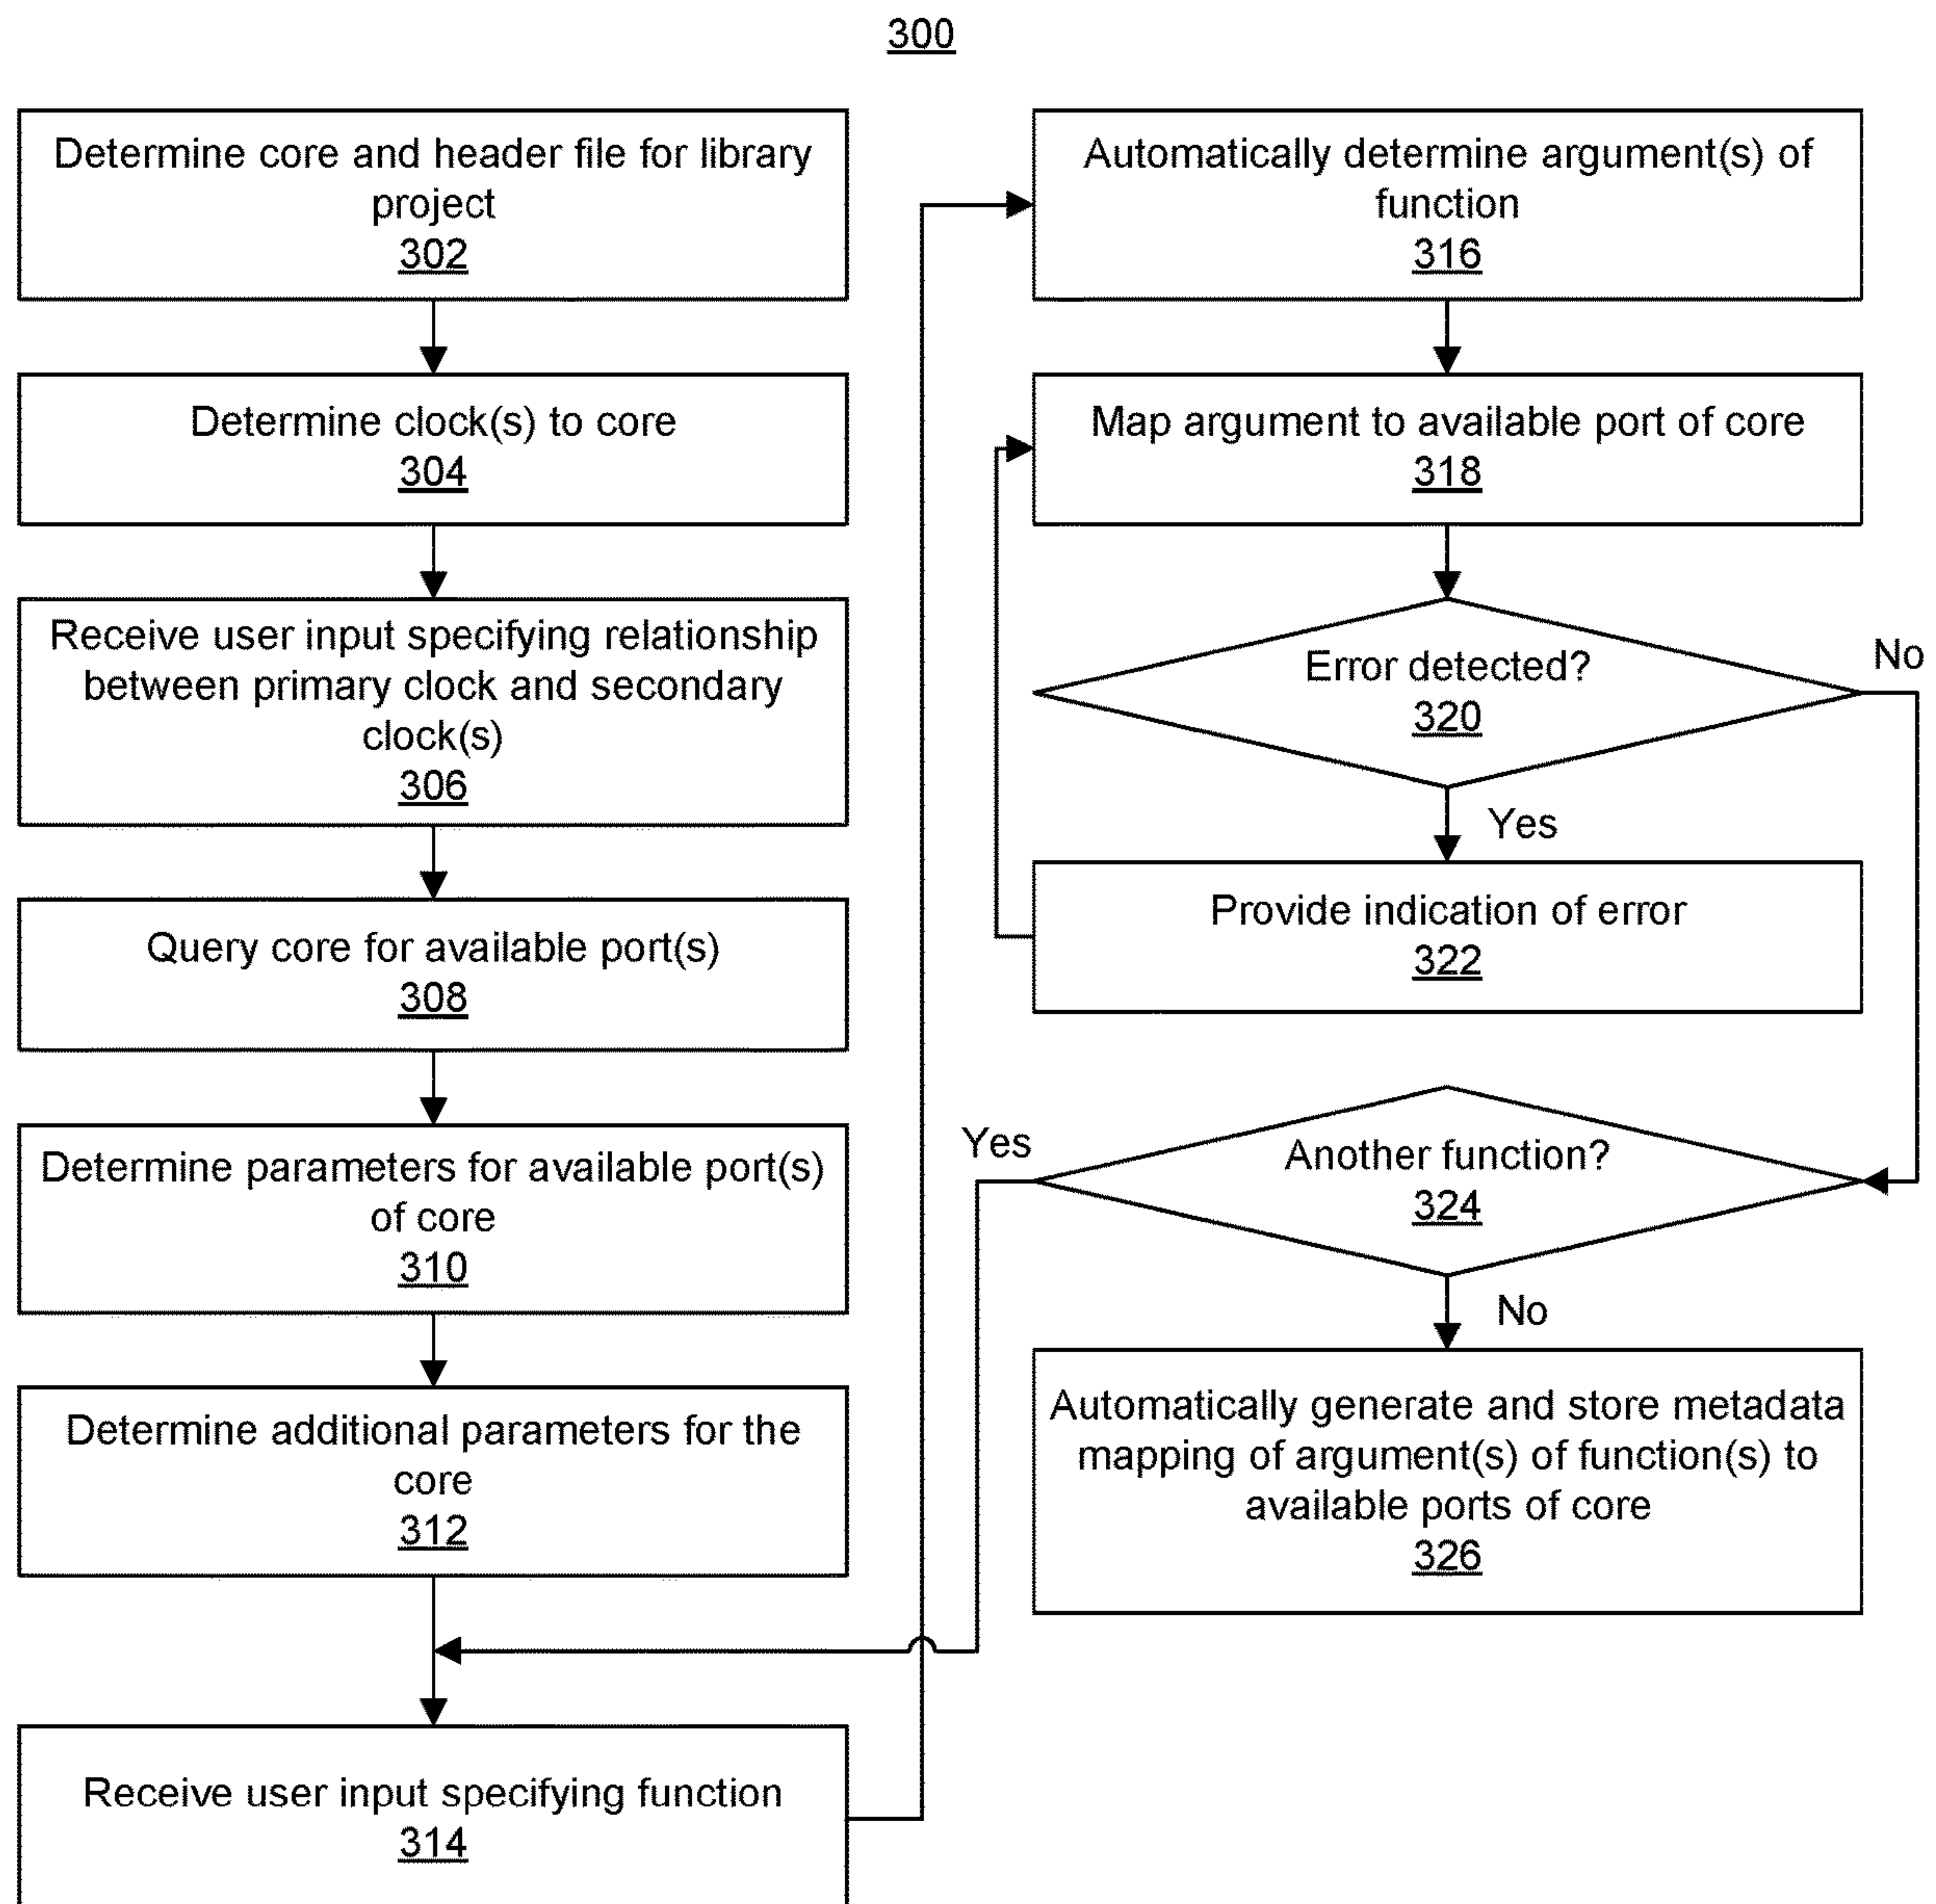 300
Determine core and header file for library
project
302
Determine clock(s) to core
304
Receive user input specifying relationship
between primary clock and secondary
clock(s)
306
Query core for available port(s)
308
Determine parameters for available port(s)
of core
310
Determine additional parameters for the
core
312
Receive user input specifying function
314
Automatically determine argument(s) of
function
316
Map argument to available port of core
318
Error detected?
320
No
Yes
Provide indication of error
322
Another function?
324
Yes
No
Automatically generate and store metadata
mapping of argument(s) of function(s) to
available ports of core
326